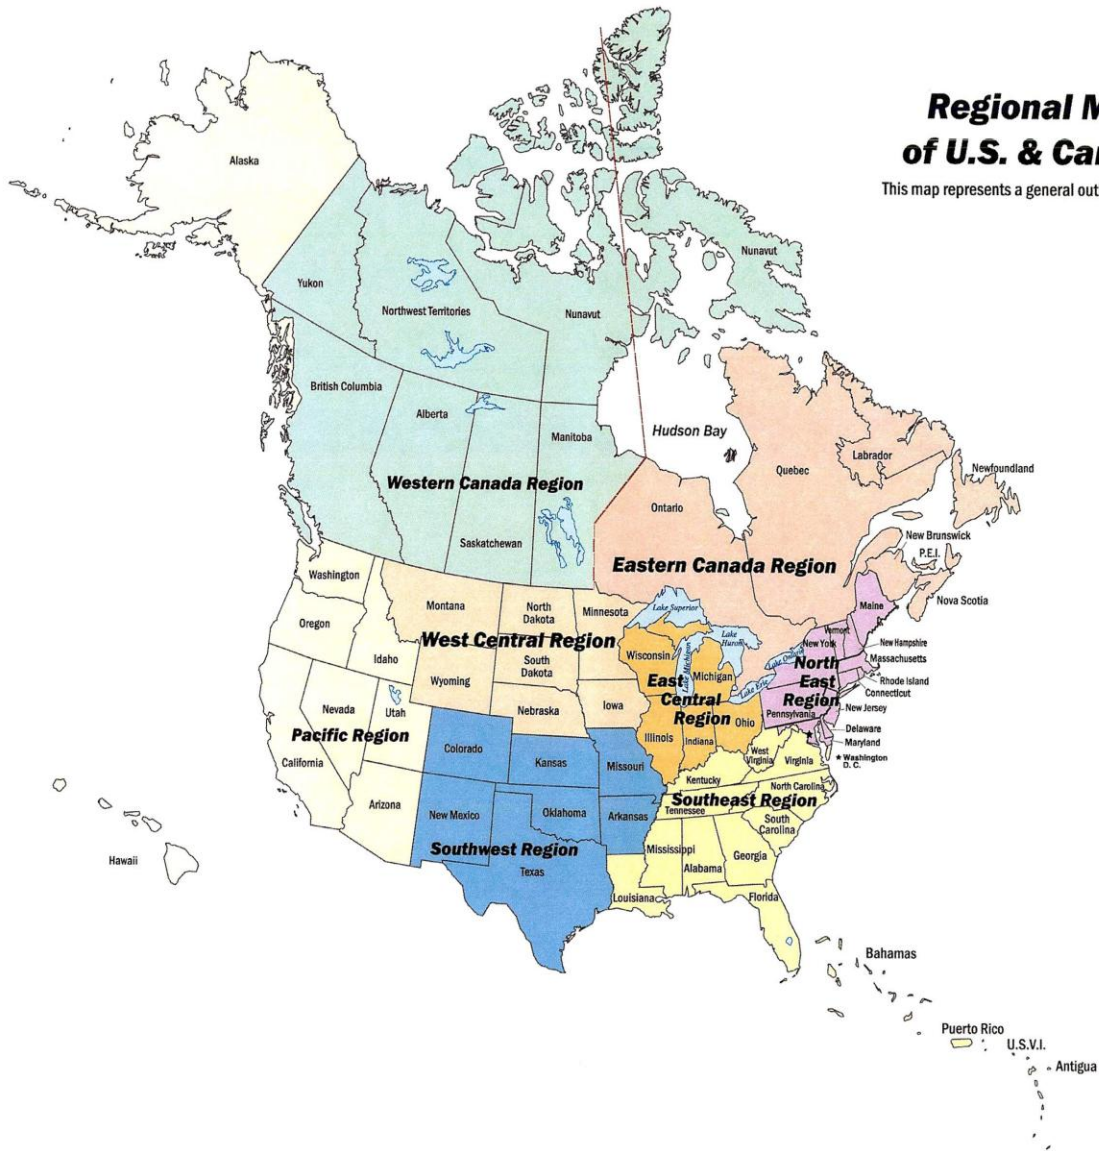 Regional M
of U.S. & Car
This map represents a general out
Alaska
Yukon
Northwest Territories
Nunavut
Nunavut
British Columbia
Alberta
Manitoba
Hudson Bay
Quebec
Labrador
Newfoundland
Western Canada Region
Ontario
Saskatchewan
New Brunswick
P.E.I.
Eastern Canada Region
Nova Scotia
Washington
Montana
North
Dakota
Minnesota
Lake Superior
Maine
Oregon
West Central Region
Lake
Huron
Vermont
New York
New Hampshire
Idaho
South
Dakota
Wisconsin
Lake Michigan
Michigan
Lake Ontario
North
East
Region
Massachusetts
Wyoming
East
Central
Region
Lake Erie
Rhode Island
Connecticut
Nevada
Utah
Nebraska
Iowa
Pennsylvania
New Jersey
Pacific Region
Colorado
Illinois
Indiana
Ohio
Delaware
Maryland
California
Kansas
Missouri
West
Virginia
Virginia
Washington
D. C.
Kentucky
Arizona
New Mexico
Oklahoma
Arkansas
Southeast Region
North Carolina
Tennessee
South
Carolina
Southwest Region
Texas
Mississippi
Alabama
Georgia
Hawaii
Louisiana
Florida
Bahamas
Puerto Rico
U.S.V.I.
Antigua